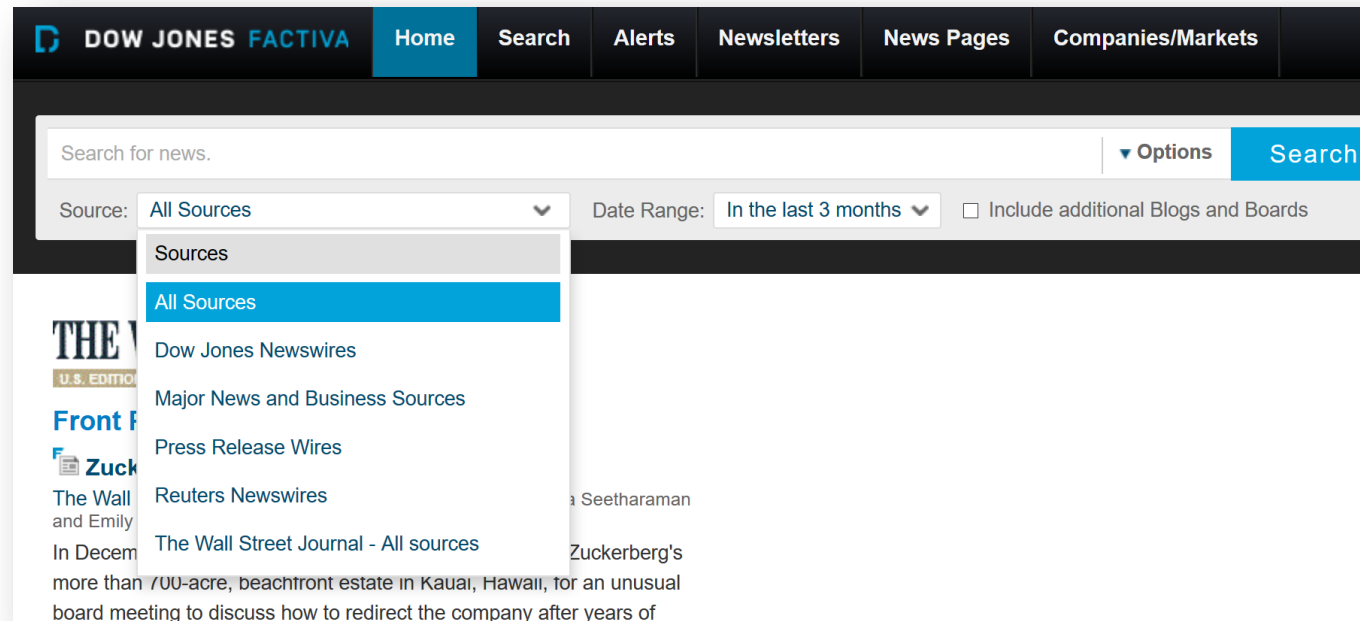 DOW JONES FACTIVA Home Search Alerts Newsletters News Pages Companies/Markets
Search for news. Options Search
Source: All Sources Date Range: In the last 3 months Include additional Blogs and Boards
Sources
All Sources
Dow Jones Newswires
Major News and Business Sources
Press Release Wires
Reuters Newswires
The Wall Street Journal - All sources
THE
U.S. EDITION
Front
Zuck
The Wall Seetharaman
and Emily
In Decem Zuckerberg's
more than 700-acre, beachfront estate in Kauai, Hawaii, for an unusual
board meeting to discuss how to redirect the company after years of